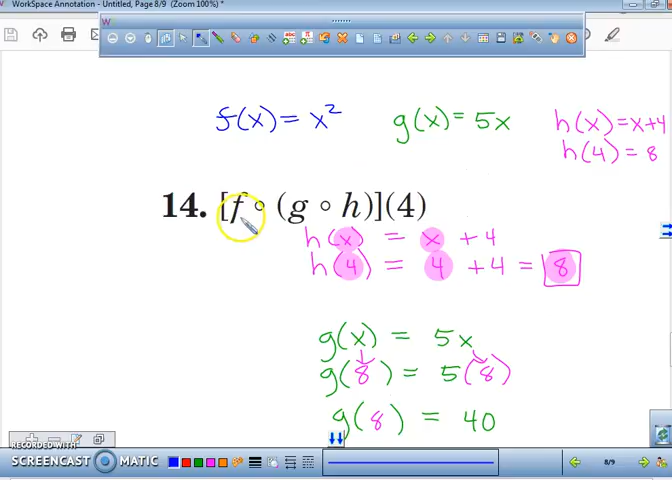 WorkSpace Annotation - Untitled, Page 8/9 (Zoom 100%) *
f(x) = x² g(x) = 5x h(x) = x+4
h(4) = 8
14. [f ∘ (g ∘ h)](4)
h(x) = x + 4
h(4) = 4 + 4 = 8
g(x) = 5x
g(8) = 5(8)
g(8) = 40
RECORDED WITH
SCREENCAST MATIC
8/9